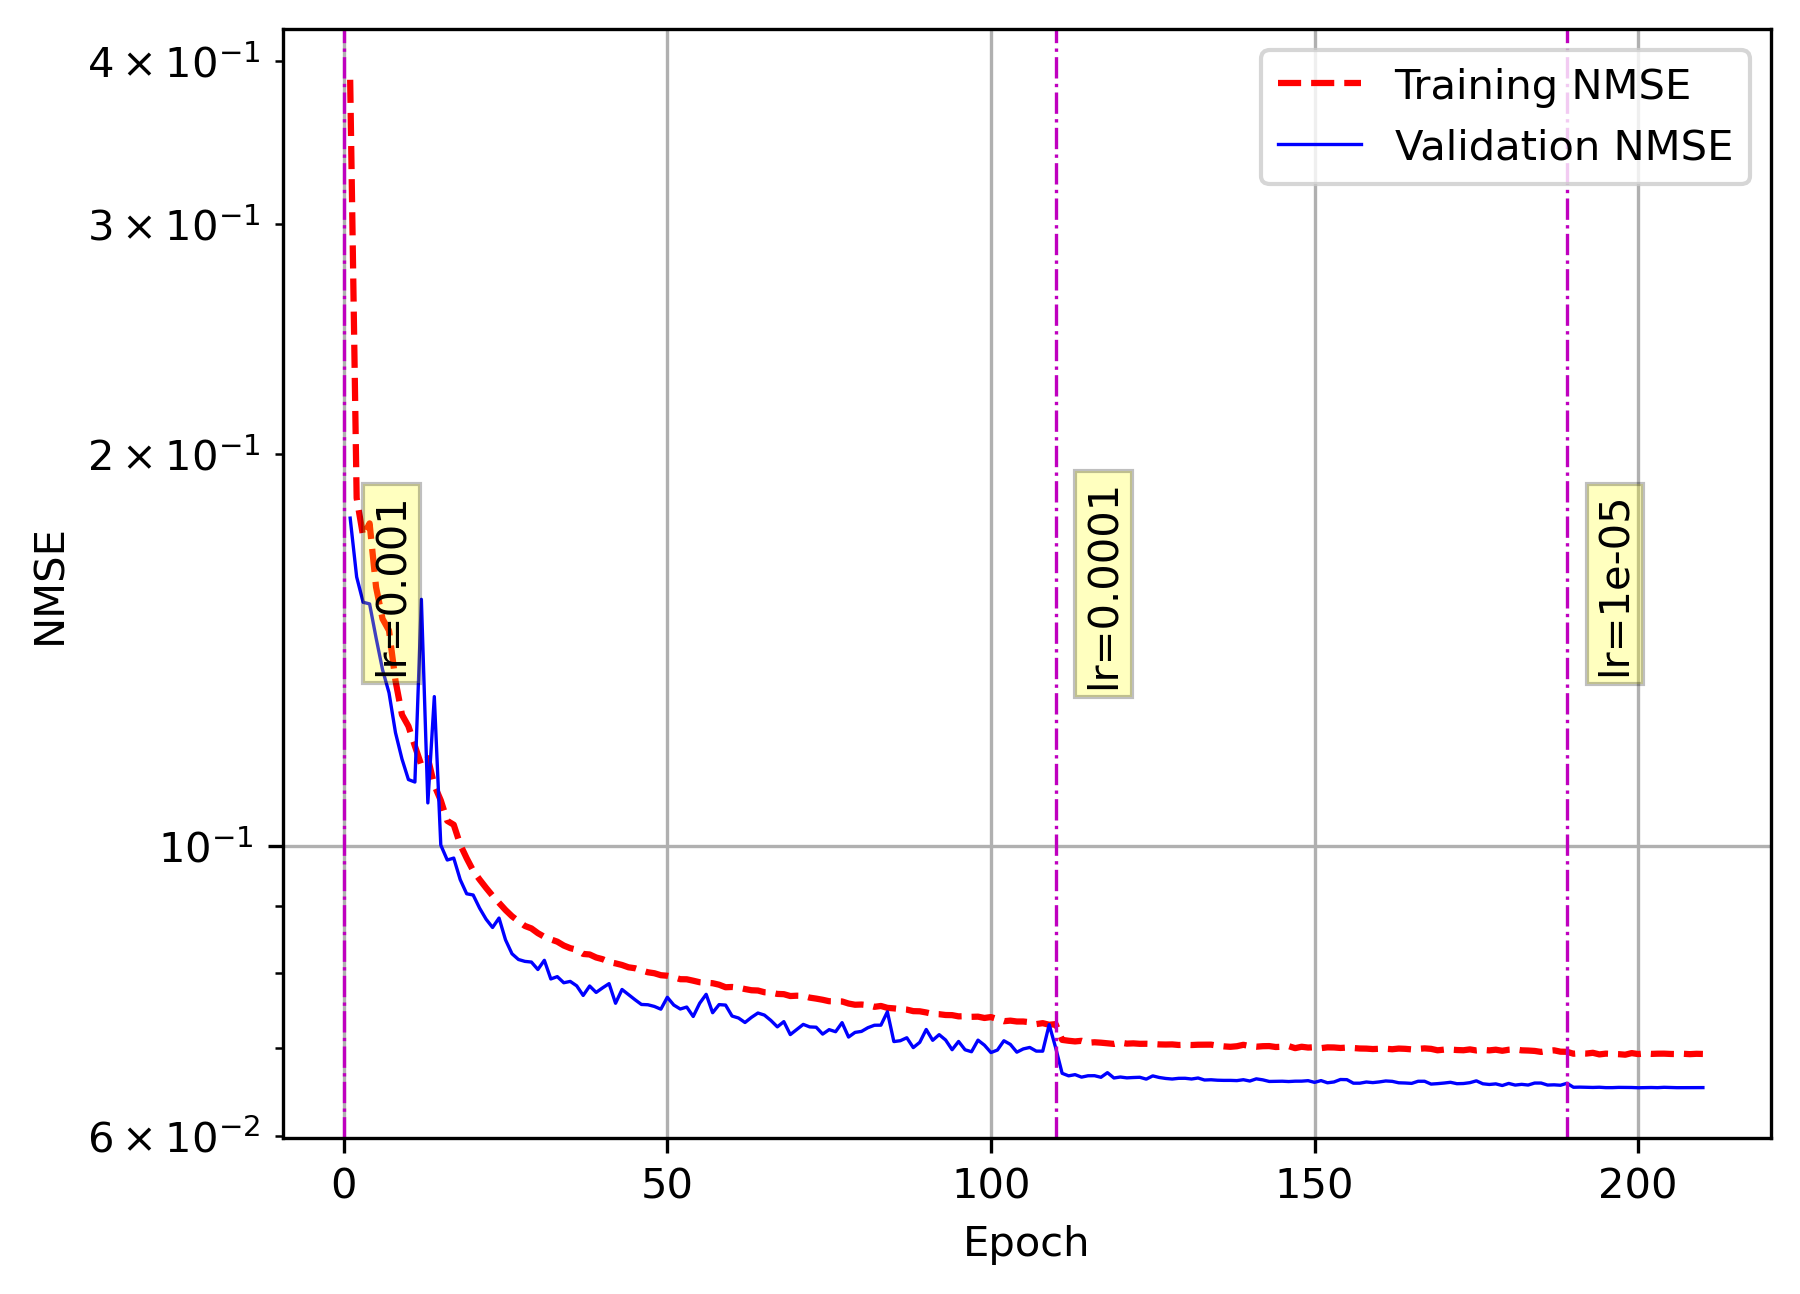 4 × 10⁻¹
3 × 10⁻¹
2 × 10⁻¹
10⁻¹
6 × 10⁻²
NMSE
Training NMSE
Validation NMSE
lr=0.001
lr=0.0001
lr=1e-05
0
50
100
150
200
Epoch